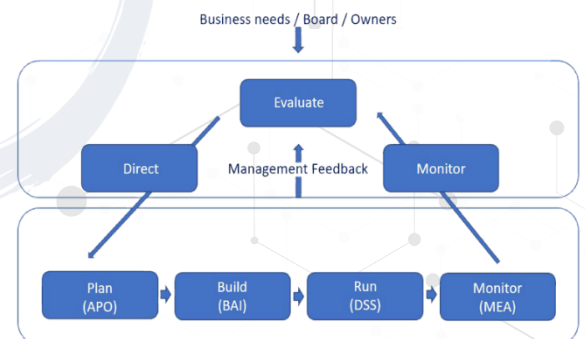 Business needs / Board / Owners
Evaluate
Direct
Management Feedback
Monitor
Plan
(APO)
Build
(BAI)
Run
(DSS)
Monitor
(MEA)